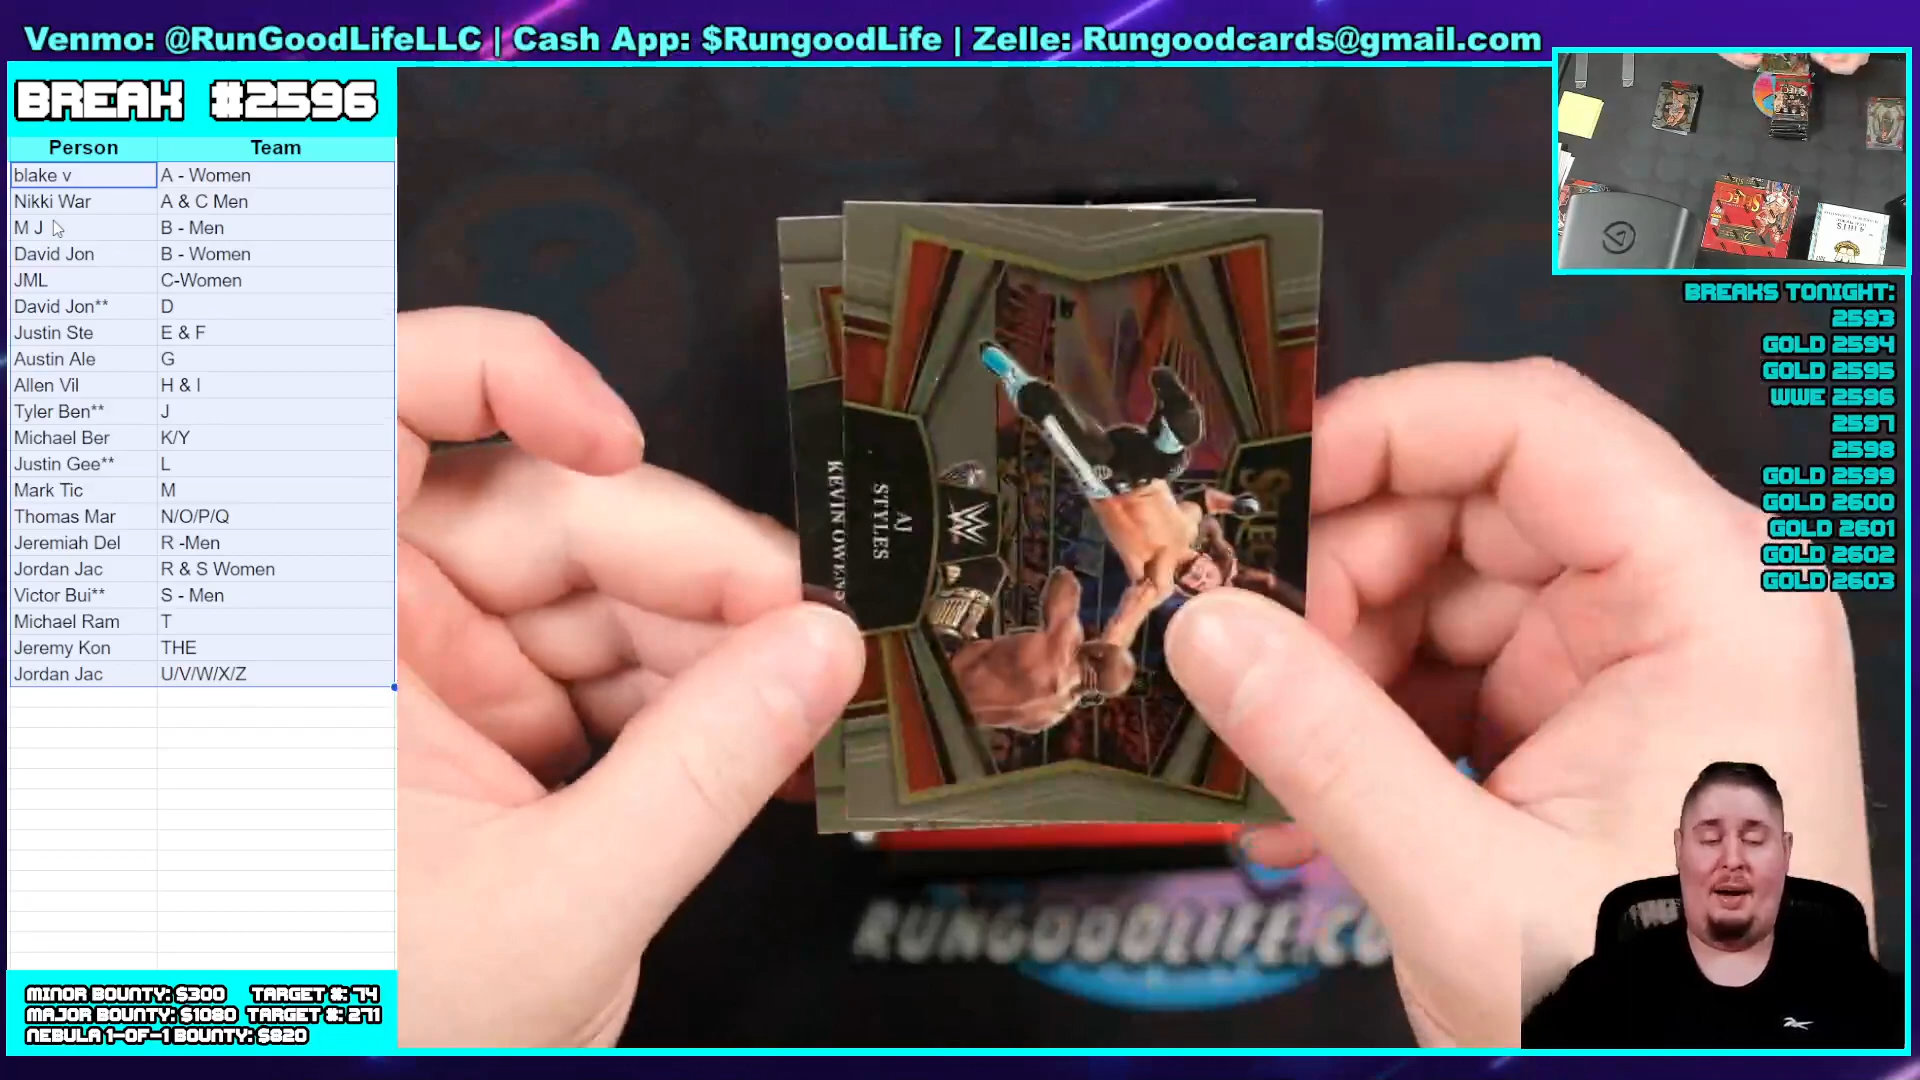 Venmo: @RunGoodLifeLLC | Cash App: $RungoodLife | Zelle: Rungoodcards@gmail.com
BREAK #2596
Person Team
blake v A - Women
Nikki War A & C Men
M J B - Men
David Jon B - Women
JML C-Women
David Jon** D
Justin Ste E & F
Austin Ale G
Allen Vil H & I
Tyler Ben** J
Michael Ber K/Y
Justin Gee** L
Mark Tic M
Thomas Mar N/O/P/Q
Jeremiah Del R -Men
Jordan Jac R & S Women
Victor Bui** S - Men
Michael Ram T
Jeremy Kon THE
Jordan Jac U/V/W/X/Z
MINOR BOUNTY: $300 TARGET #: 74
MAJOR BOUNTY: $1080 TARGET #: 271
NEBULA 1-OF-1 BOUNTY: $820
AJ
STYLES
KEVIN OWENS
W
RUNGOODLIFE.CO
BREAKS TONIGHT:
2593
GOLD 2594
GOLD 2595
WWE 2596
2597
2598
GOLD 2599
GOLD 2600
GOLD 2601
GOLD 2602
GOLD 2603